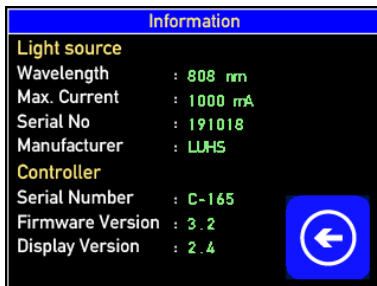 Information
Light source
Wavelength : 808 nm
Max. Current : 1000 mA
Serial No : 191018
Manufacturer : LUHS
Controller
Serial Number : C-165
Firmware Version : 3.2
Display Version : 2.4